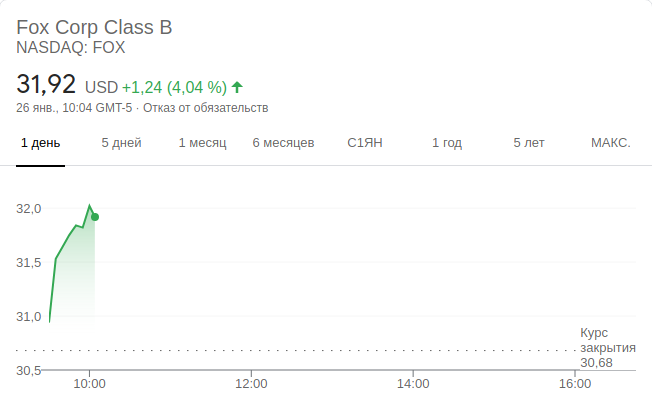 Fox Corp Class B
NASDAQ: FOX
31,92 USD +1,24 (4,04 %)
26 янв., 10:04 GMT-5 · Отказ от обязательств
1 день 5 дней 1 месяц 6 месяцев С1ЯН 1 год 5 лет МАКС.
32,0
31,5
31,0
Курс
закрытия
30,68
30,5
10:00 12:00 14:00 16:00